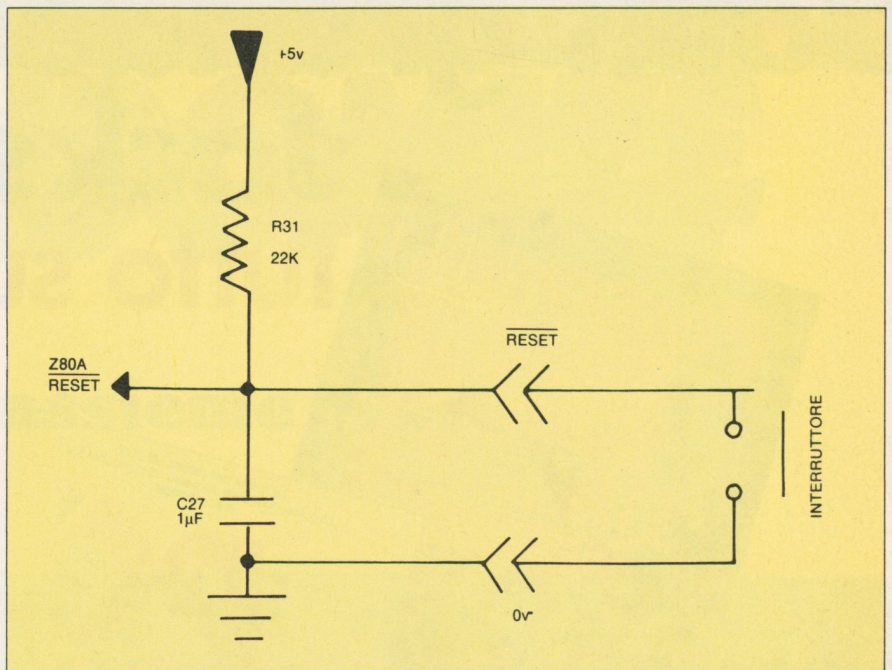 +5v
R31
22K
RESET
Z80A
RESET
INTERRUTTORE
C27
1µF
0v